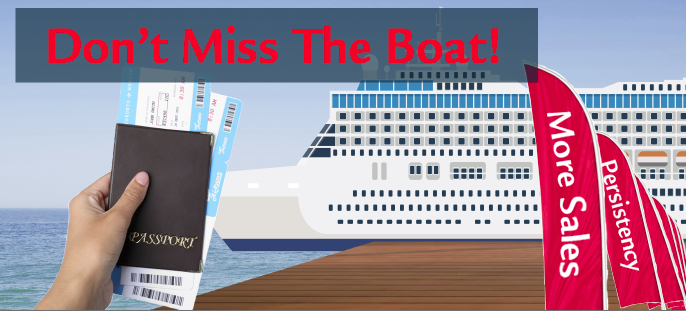 Don't Miss The Boat!
More Sales
Persistency
PASSPORT